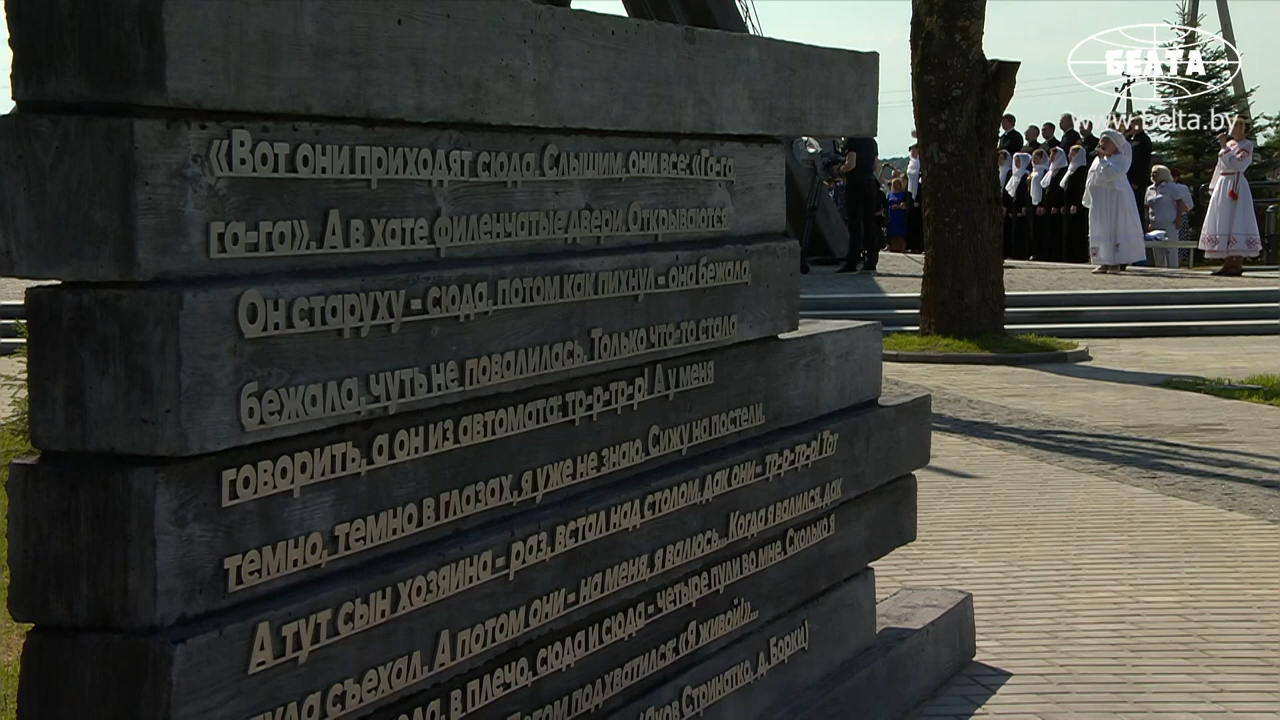 «Вот они приходят сюда. Слышим, они все: «Га-га
га-га». А в хате филенчатые двери. Открываются.
Он старуху - сюда, потом как пихнул - она бежала,
бежала, чуть не повалилась. Только что-то стала
говорить, а он из автомата: тр-р-тр-р! А у меня
темно, темно в глазах, я уже не знаю. Сижу на постели.
А тут сын хозяина - раз, встал над столом, дак они - тр-р-тр-р! Тот
съехал. А потом они - на меня, я валюсь... Когда я валился, дак
в плечо, сюда и сюда - четыре пули во мне. Сколько я
Потом подхватился: «Я живой!»...
Стринатко, д. Борки)
БЕЛТА
www.belta.by